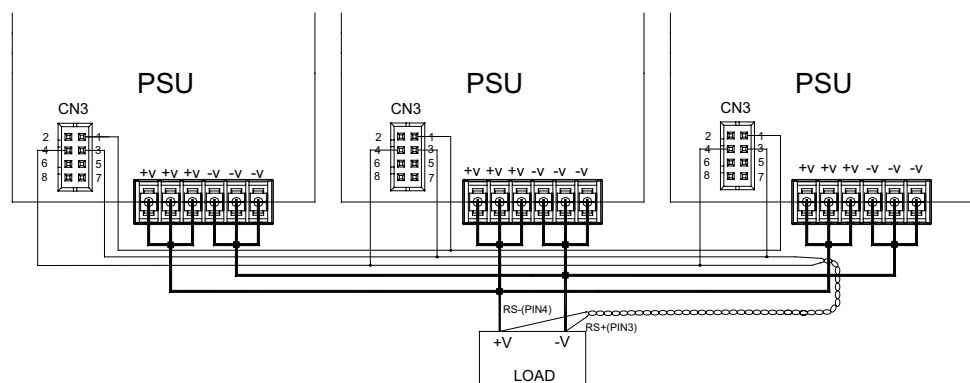 PSU PSU PSU
CN3 CN3 CN3
2 1 2 1 2 1
4 3 4 3 4 3
6 5 6 5 6 5
8 7 8 7 8 7
+V +V +V -V -V -V +V +V +V -V -V -V +V +V +V -V -V -V
RS-(PIN4)
RS+(PIN3)
+V -V
LOAD